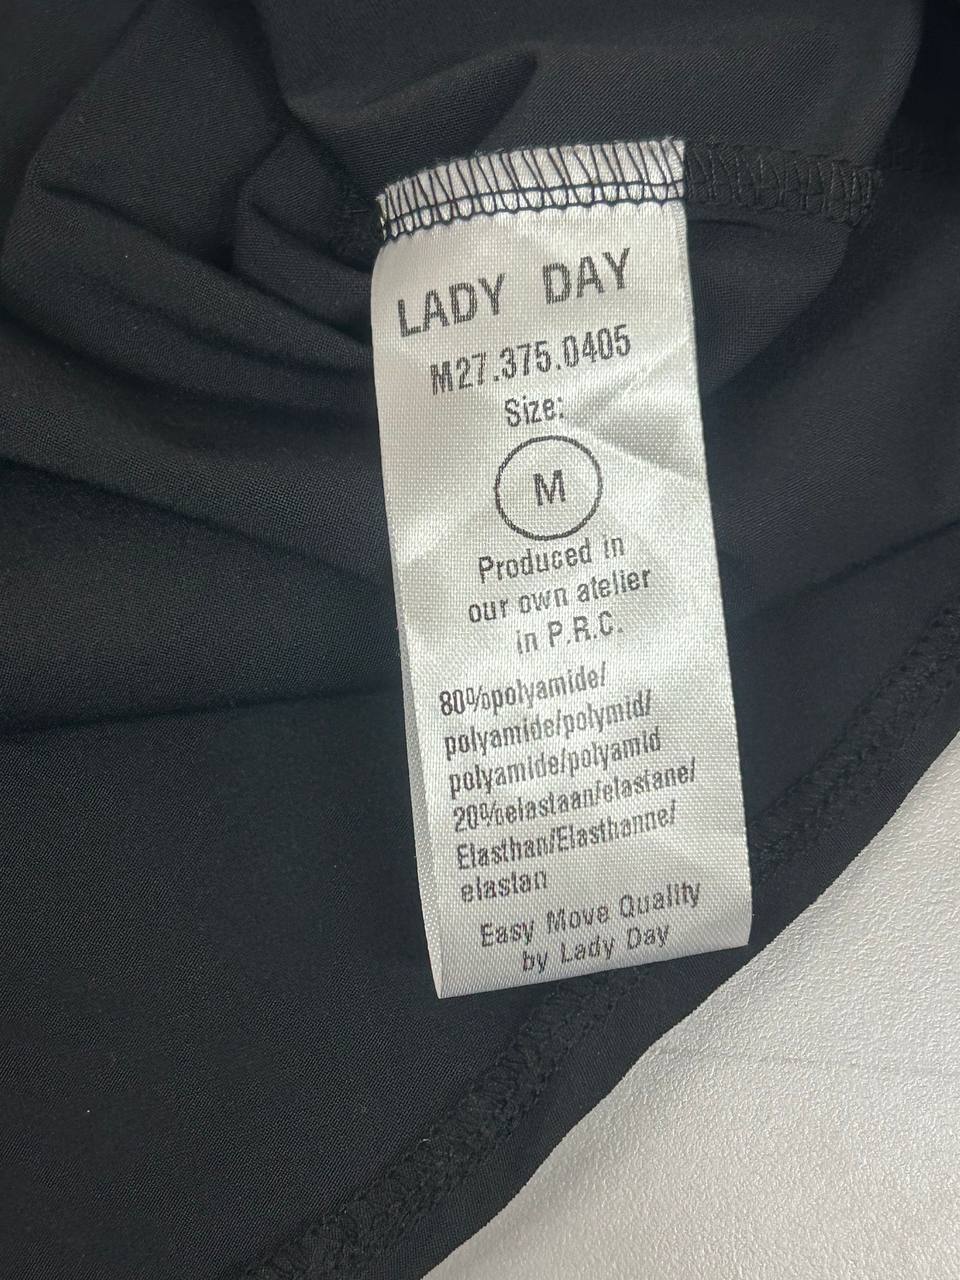 LADY DAY
M27.375.0405
Size:
M
Produced in
our own atelier
in P.R.C.
80%polyamide/
polyamide/polymid/
polyamide/polyamid
20%elastaan/elastane/
Elasthan/Elasthanne/
elastan
Easy Move Quality
by Lady Day